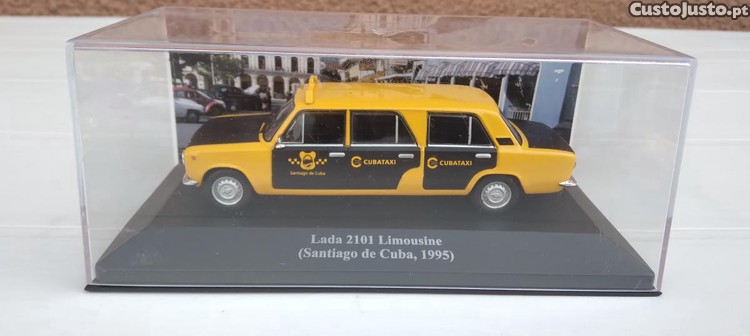 CustoJusto.pt
Santiago de Cuba
CUBATAXI
CUBATAXI
Lada 2101 Limousine
(Santiago de Cuba, 1995)